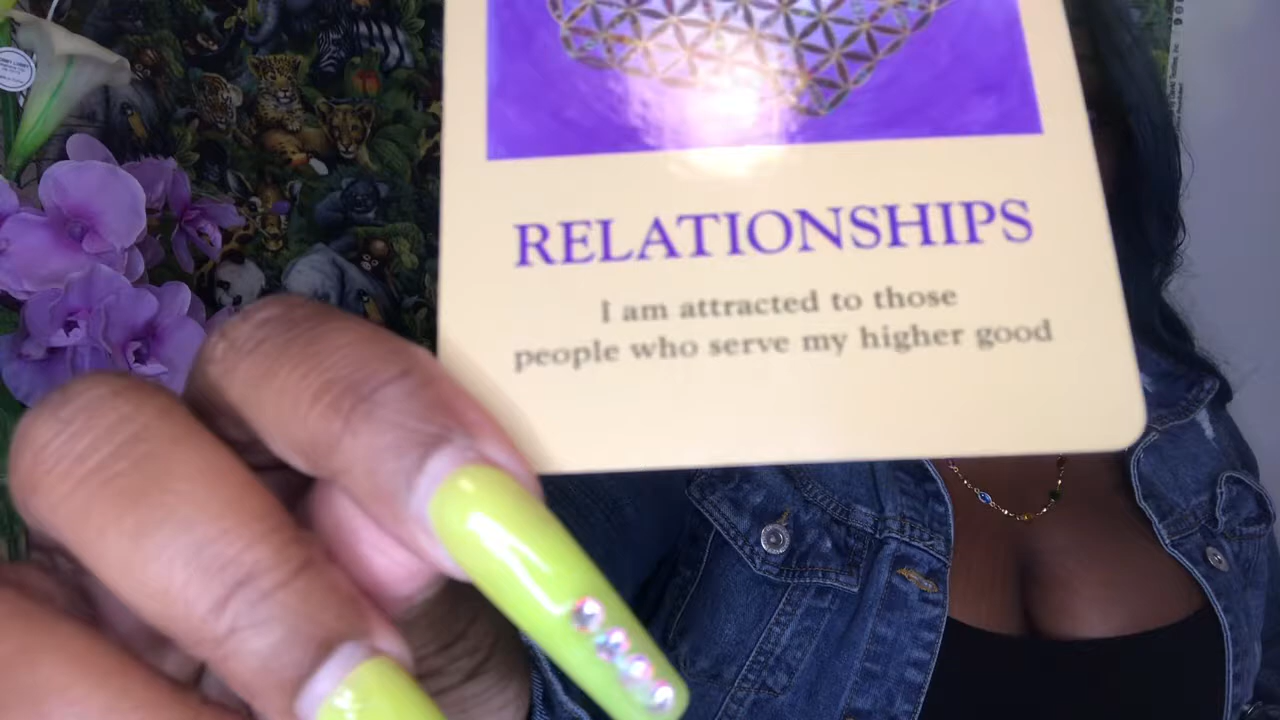 RELATIONSHIPS
I am attracted to those
people who serve my higher good